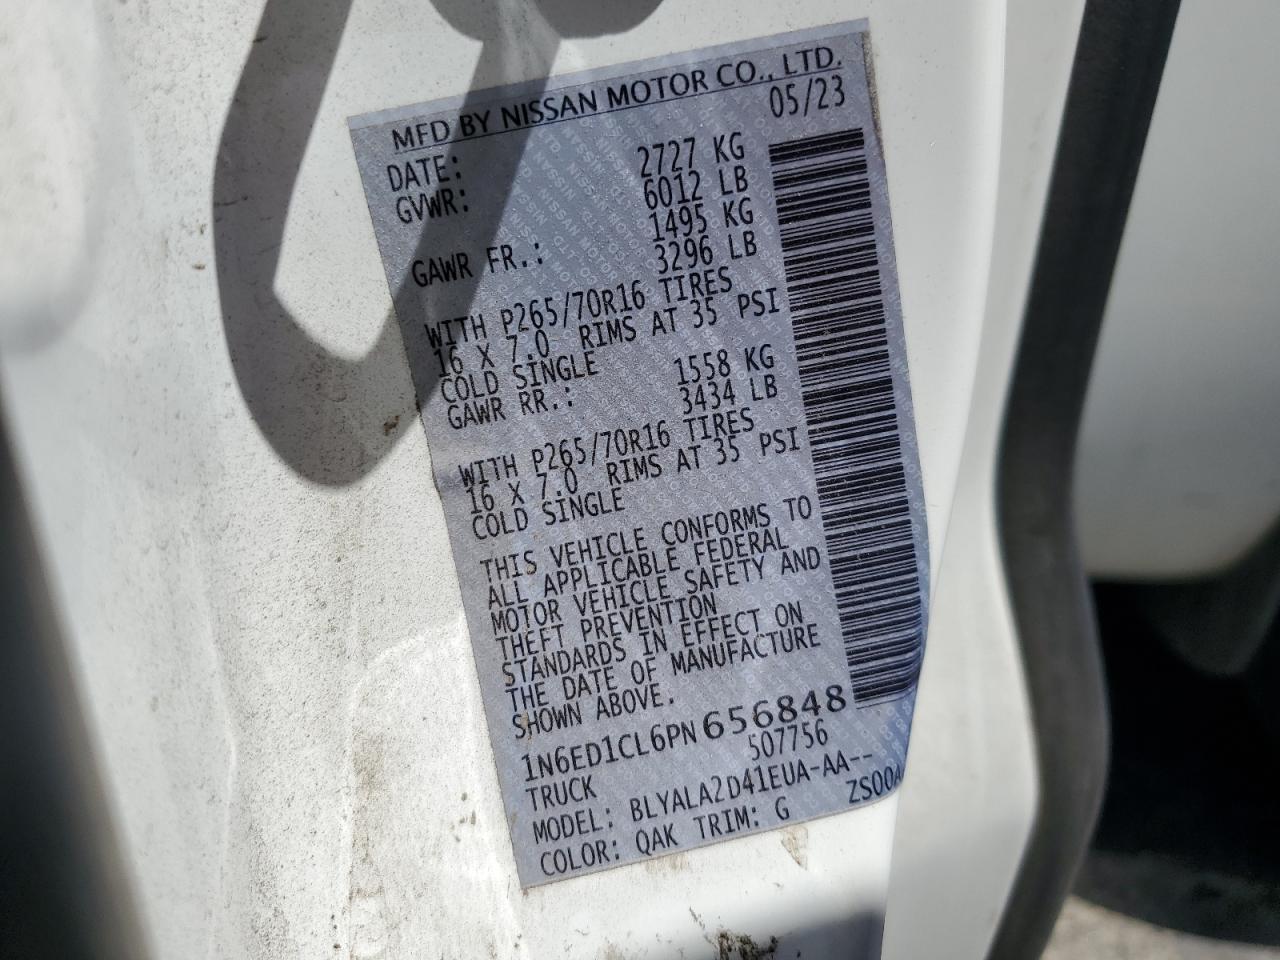 MFD BY NISSAN MOTOR CO., LTD.
DATE: 05/23
GVWR: 2727 KG
6012 LB
GAWR FR.: 1495 KG
3296 LB
WITH P265/70R16 TIRES
16 X 7.0 RIMS AT 35 PSI
COLD SINGLE
GAWR RR.: 1558 KG
3434 LB
WITH P265/70R16 TIRES
16 X 7.0 RIMS AT 35 PSI
COLD SINGLE
THIS VEHICLE CONFORMS TO
ALL APPLICABLE FEDERAL
MOTOR VEHICLE SAFETY AND
THEFT PREVENTION
STANDARDS IN EFFECT ON
THE DATE OF MANUFACTURE
SHOWN ABOVE.
1N6ED1CL6PN656848
TRUCK 507756
MODEL: BLYALA2D41EUA-AA--
COLOR: QAK TRIM: G ZS00A